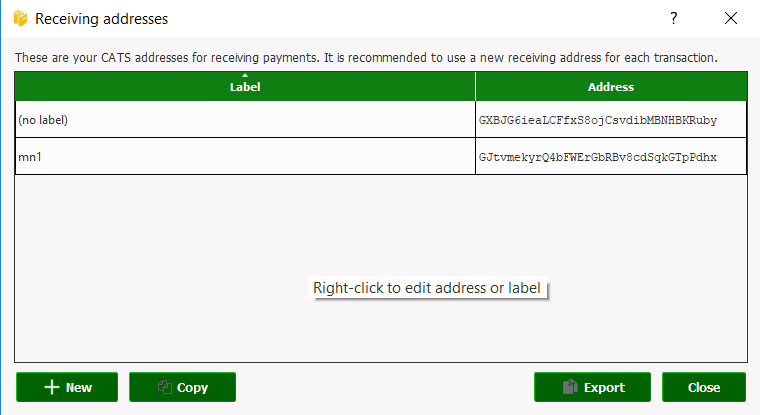 Receiving addresses
?
These are your CATS addresses for receiving payments. It is recommended to use a new receiving address for each transaction.
Label Address
(no label) GXBJG6ieaLCFfxS8ojCsvdibMBNHBKRuby
mn1 GJtvmekyrQ4bFWErGbRBv8cdSqkGTpPdhx
Right-click to edit address or label
New Copy Export Close